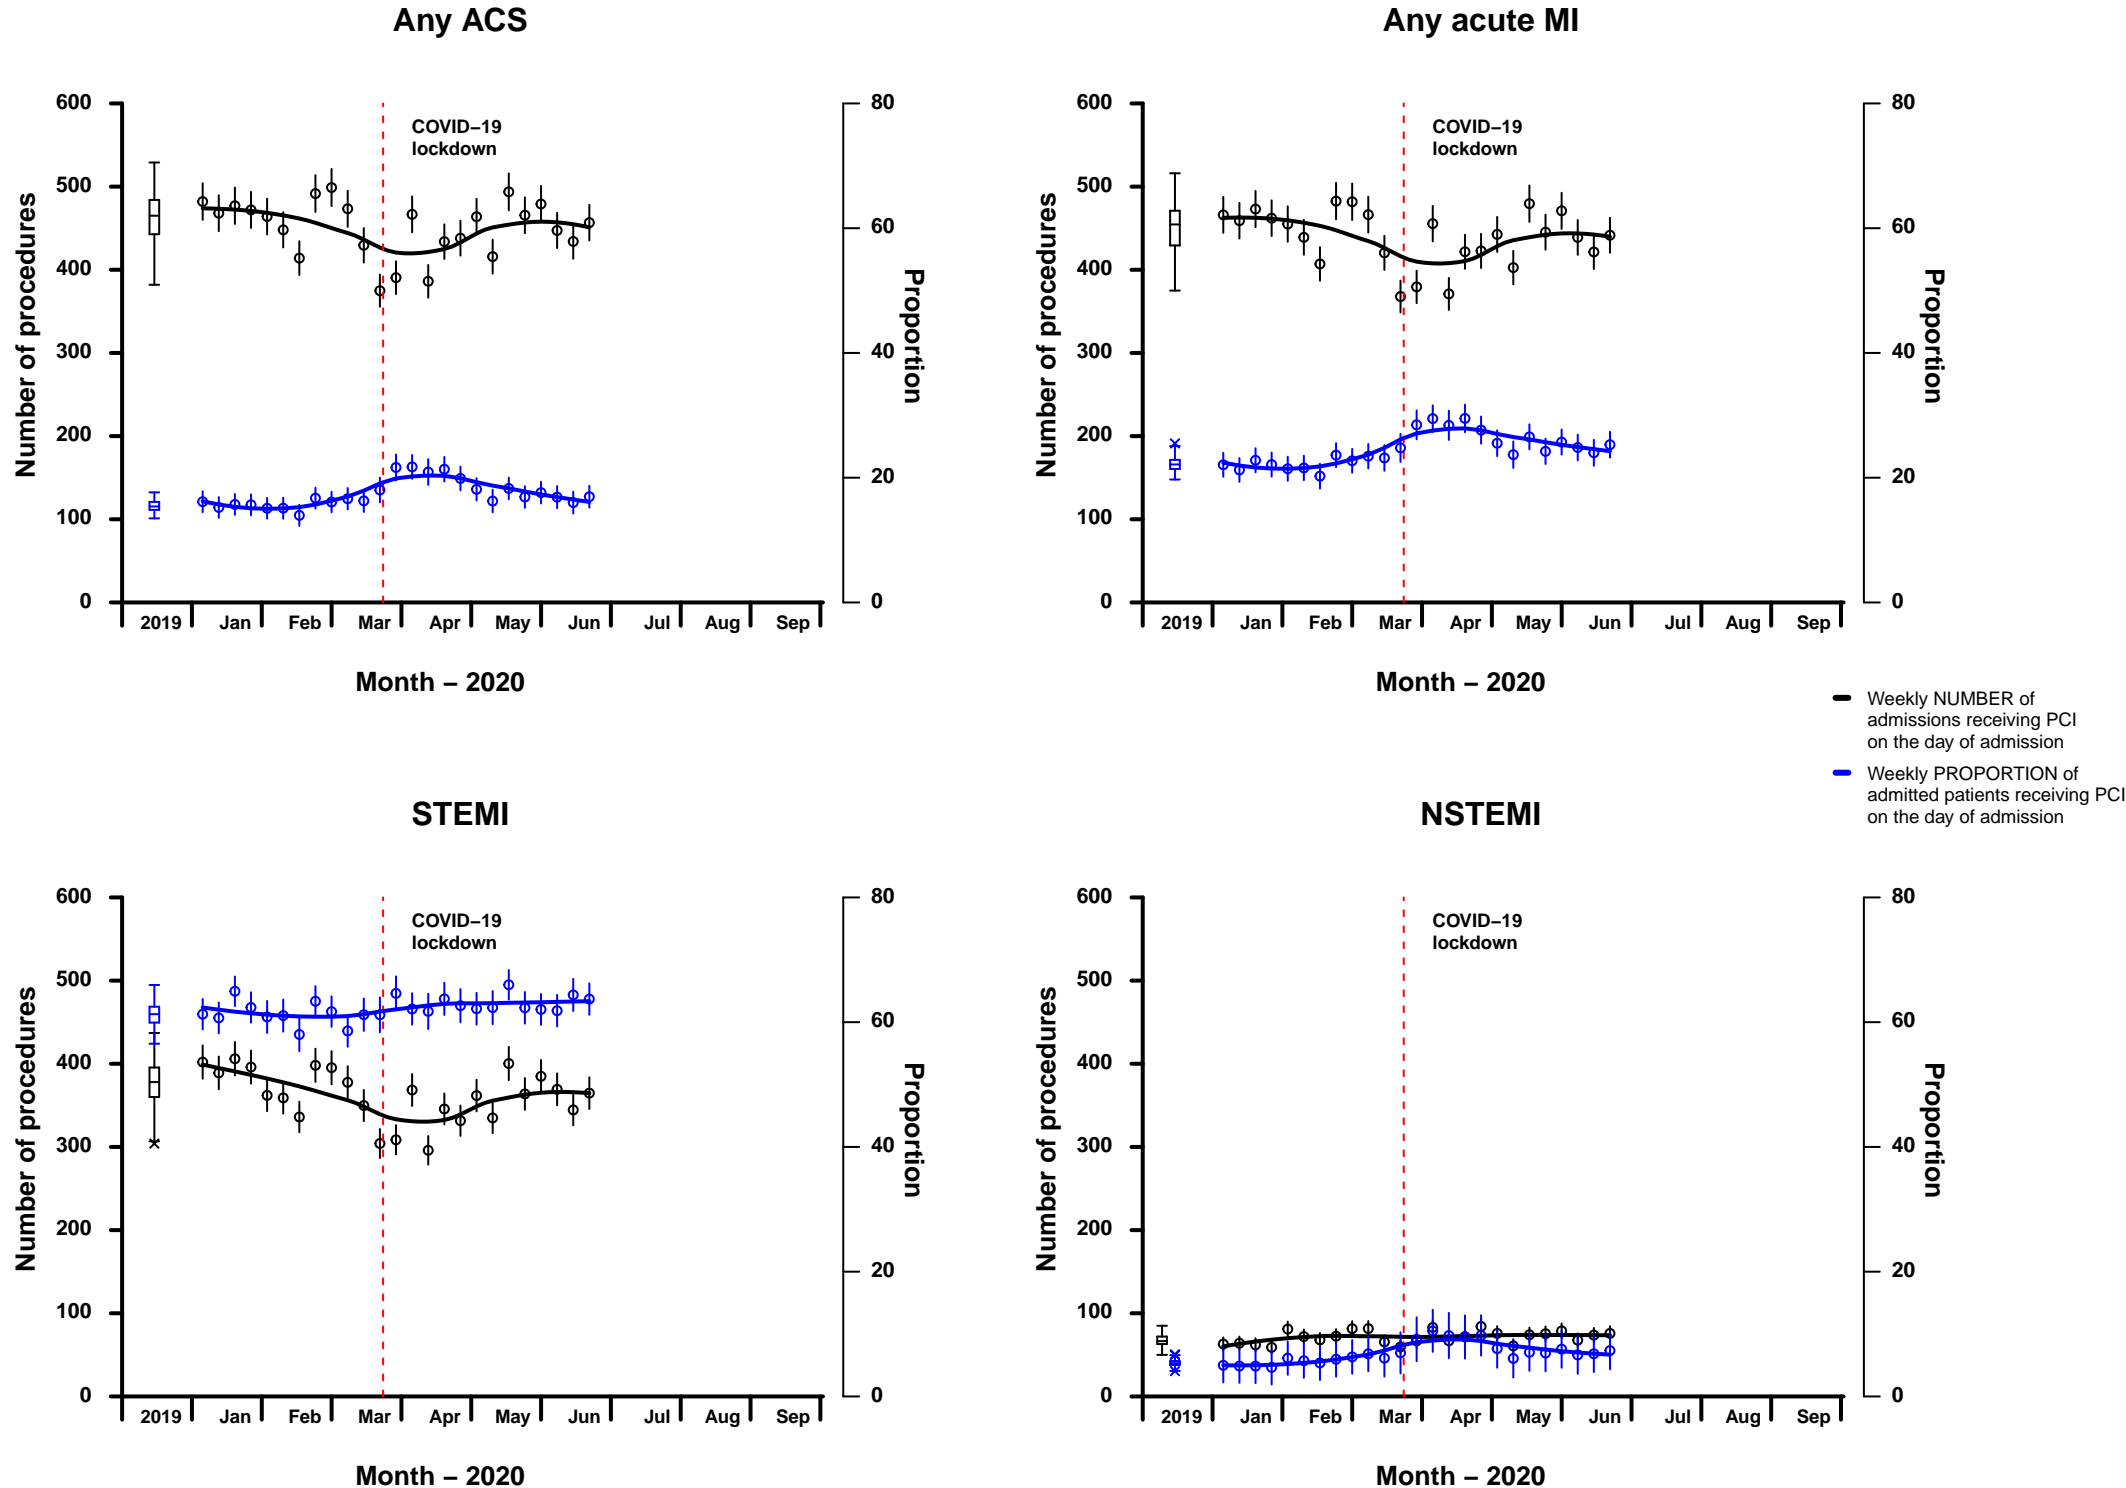 Any ACS
600
500
400
300
200
100
0
Number of procedures
COVID–19
lockdown
80
60
40
20
0
Proportion
2019 Jan Feb Mar Apr May Jun Jul Aug Sep
Month – 2020
Any acute MI
600
500
400
300
200
100
0
Number of procedures
COVID–19
lockdown
80
60
40
20
0
Proportion
2019 Jan Feb Mar Apr May Jun Jul Aug Sep
Month – 2020
Weekly NUMBER of
admissions receiving PCI
on the day of admission
Weekly PROPORTION of
admitted patients receiving PCI
on the day of admission
STEMI
600
500
400
300
200
100
0
Number of procedures
COVID–19
lockdown
80
60
40
20
0
Proportion
2019 Jan Feb Mar Apr May Jun Jul Aug Sep
Month – 2020
NSTEMI
600
500
400
300
200
100
0
Number of procedures
COVID–19
lockdown
80
60
40
20
0
Proportion
2019 Jan Feb Mar Apr May Jun Jul Aug Sep
Month – 2020